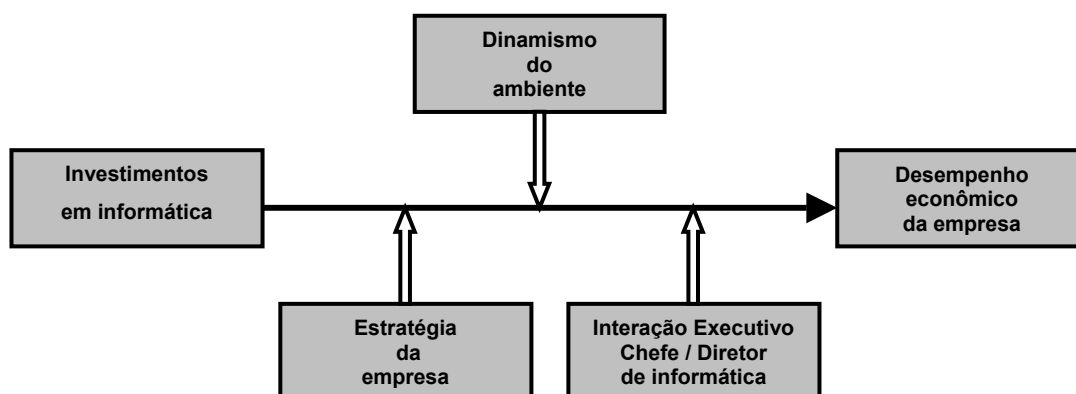 Dinamismo
do
ambiente
Investimentos
em informática
Desempenho
econômico
da empresa
Estratégia
da
empresa
Interação Executivo
Chefe / Diretor
de informática